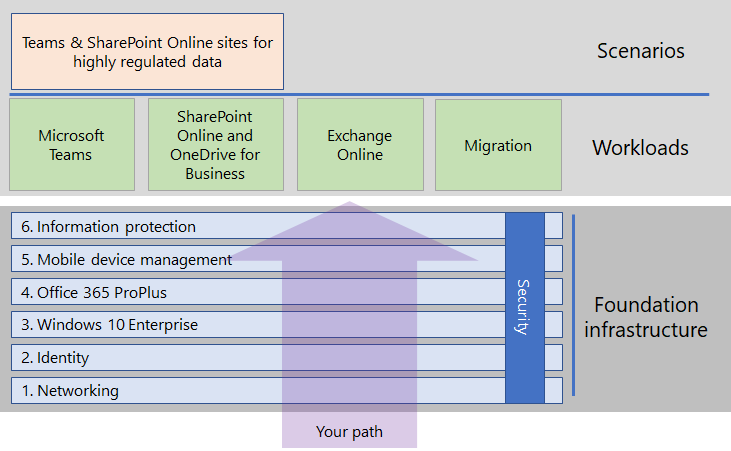 Teams & SharePoint Online sites for
highly regulated data
Scenarios
Microsoft
Teams
SharePoint
Online and
OneDrive for
Business
Exchange
Online
Migration
Workloads
6. Information protection
5. Mobile device management
4. Office 365 ProPlus
3. Windows 10 Enterprise
2. Identity
1. Networking
Security
Foundation
infrastructure
Your path